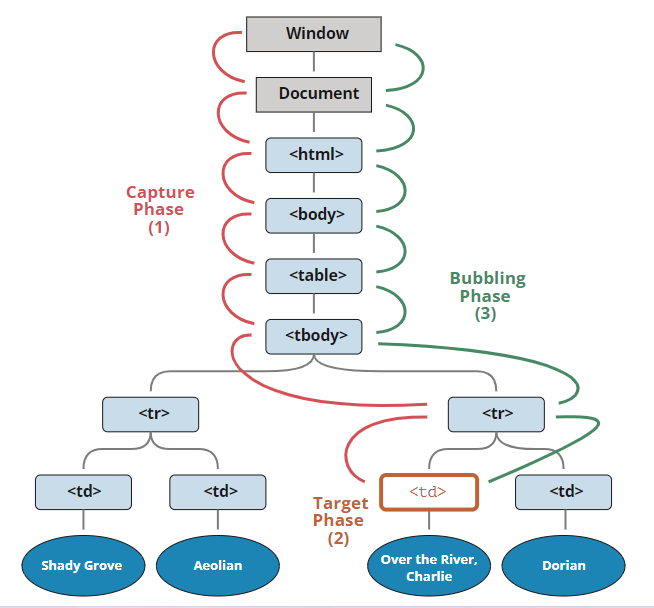 Window
Document
<html>
Capture
Phase
(1)
<body>
<table>
Bubbling
Phase
(3)
<tbody>
<tr>
<tr>
<td>
<td>
<td>
<td>
Target
Phase
(2)
Shady Grove
Aeolian
Over the River,
Charlie
Dorian